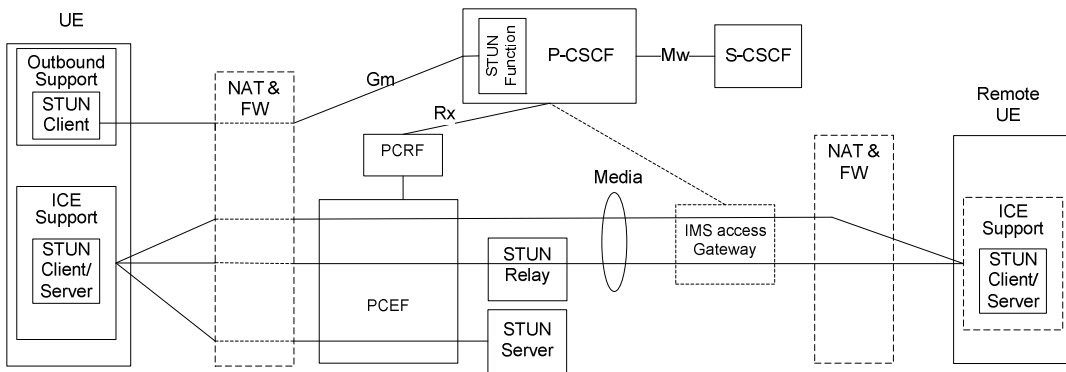 UE
Outbound
Support
STUN
Client
ICE
Support
STUN
Client/
Server
NAT &
FW
Gm
STUN
Function
P-CSCF
Mw
S-CSCF
Rx
PCRF
PCEF
STUN
Relay
STUN
Server
Media
IMS access
Gateway
NAT &
FW
Remote
UE
ICE
Support
STUN
Client/
Server